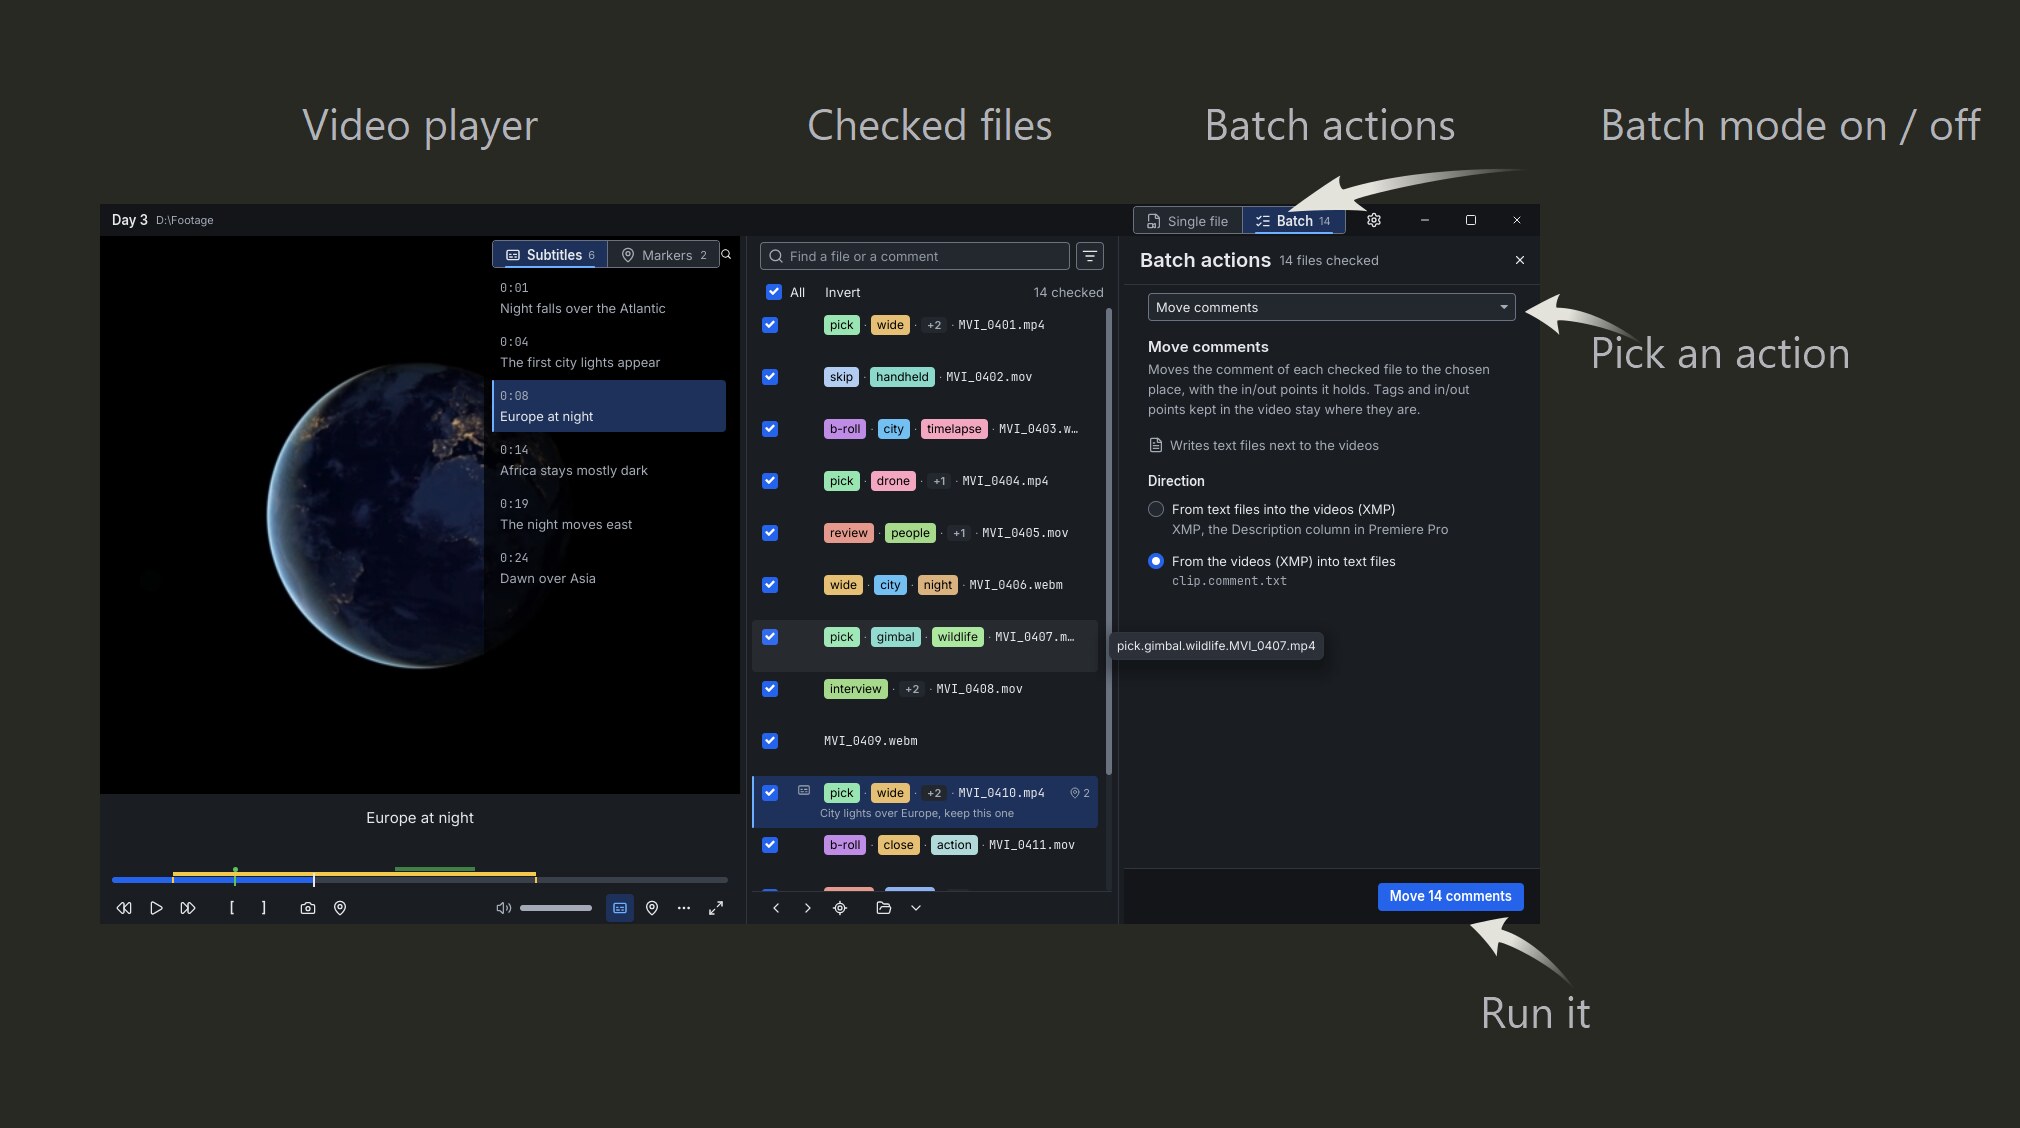 Video player
Checked files
Batch actions
Batch mode on / off
Day 3 D:\Footage
Single file
Batch 14
Subtitles 6
Markers 2
0:01
Night falls over the Atlantic
0:04
The first city lights appear
0:08
Europe at night
0:14
Africa stays mostly dark
0:19
The night moves east
0:24
Dawn over Asia
Europe at night
Find a file or a comment
All Invert 14 checked
pick · wide · +2 · MVI_0401.mp4
skip · handheld · MVI_0402.mov
b-roll · city · timelapse · MVI_0403.w…
pick · drone · +1 · MVI_0404.mp4
review · people · +1 · MVI_0405.mov
wide · city · night · MVI_0406.webm
pick · gimbal · wildlife · MVI_0407.m…
interview · +2 · MVI_0408.mov
MVI_0409.webm
pick · wide · +2 · MVI_0410.mp4 2
City lights over Europe, keep this one
b-roll · close · action · MVI_0411.mov
Batch actions 14 files checked
Move comments
Move comments
Moves the comment of each checked file to the chosen
place, with the in/out points it holds. Tags and in/out
points kept in the video stay where they are.
Writes text files next to the videos
Direction
From text files into the videos (XMP)
XMP, the Description column in Premiere Pro
From the videos (XMP) into text files
clip.comment.txt
pick.gimbal.wildlife.MVI_0407.mp4
Move 14 comments
Pick an action
Run it